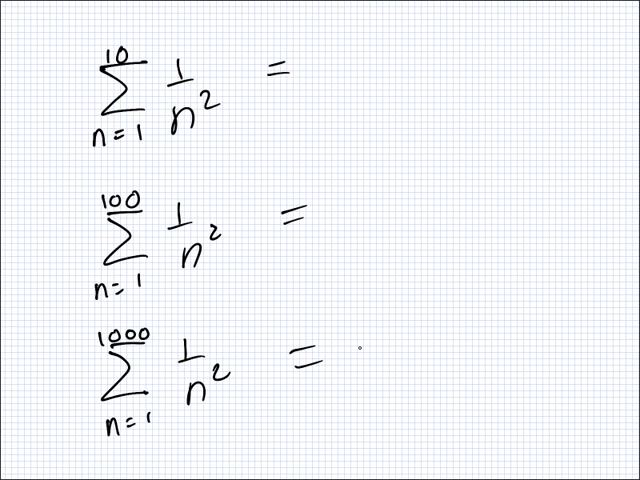 ∑_{n=1}^{10} 1/n² =
∑_{n=1}^{100} 1/n² =
∑_{n=1}^{1000} 1/n² =